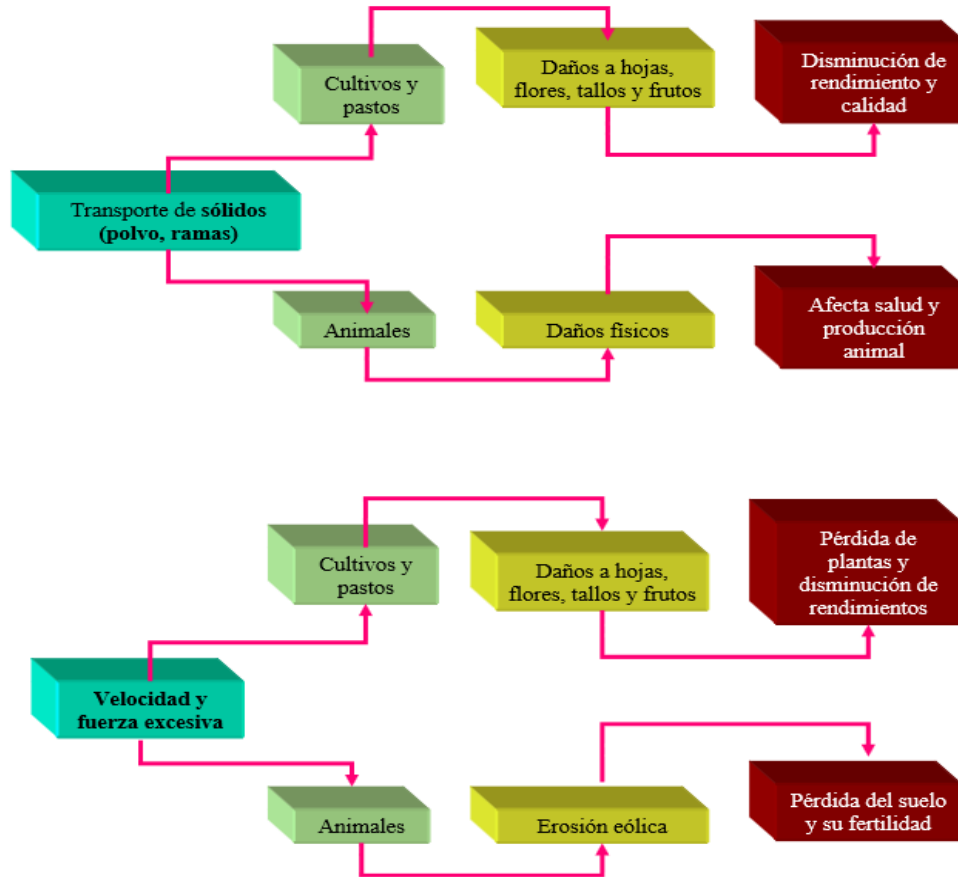 Cultivos y
pastos
Daños a hojas,
flores, tallos y frutos
Disminución de
rendimiento y
calidad
Transporte de sólidos
(polvo, ramas)
Animales
Daños físicos
Afecta salud y
producción
animal
Cultivos y
pastos
Daños a hojas,
flores, tallos y frutos
Pérdida de
plantas y
disminución de
rendimientos
Velocidad y
fuerza excesiva
Animales
Erosión eólica
Pérdida del suelo
y su fertilidad